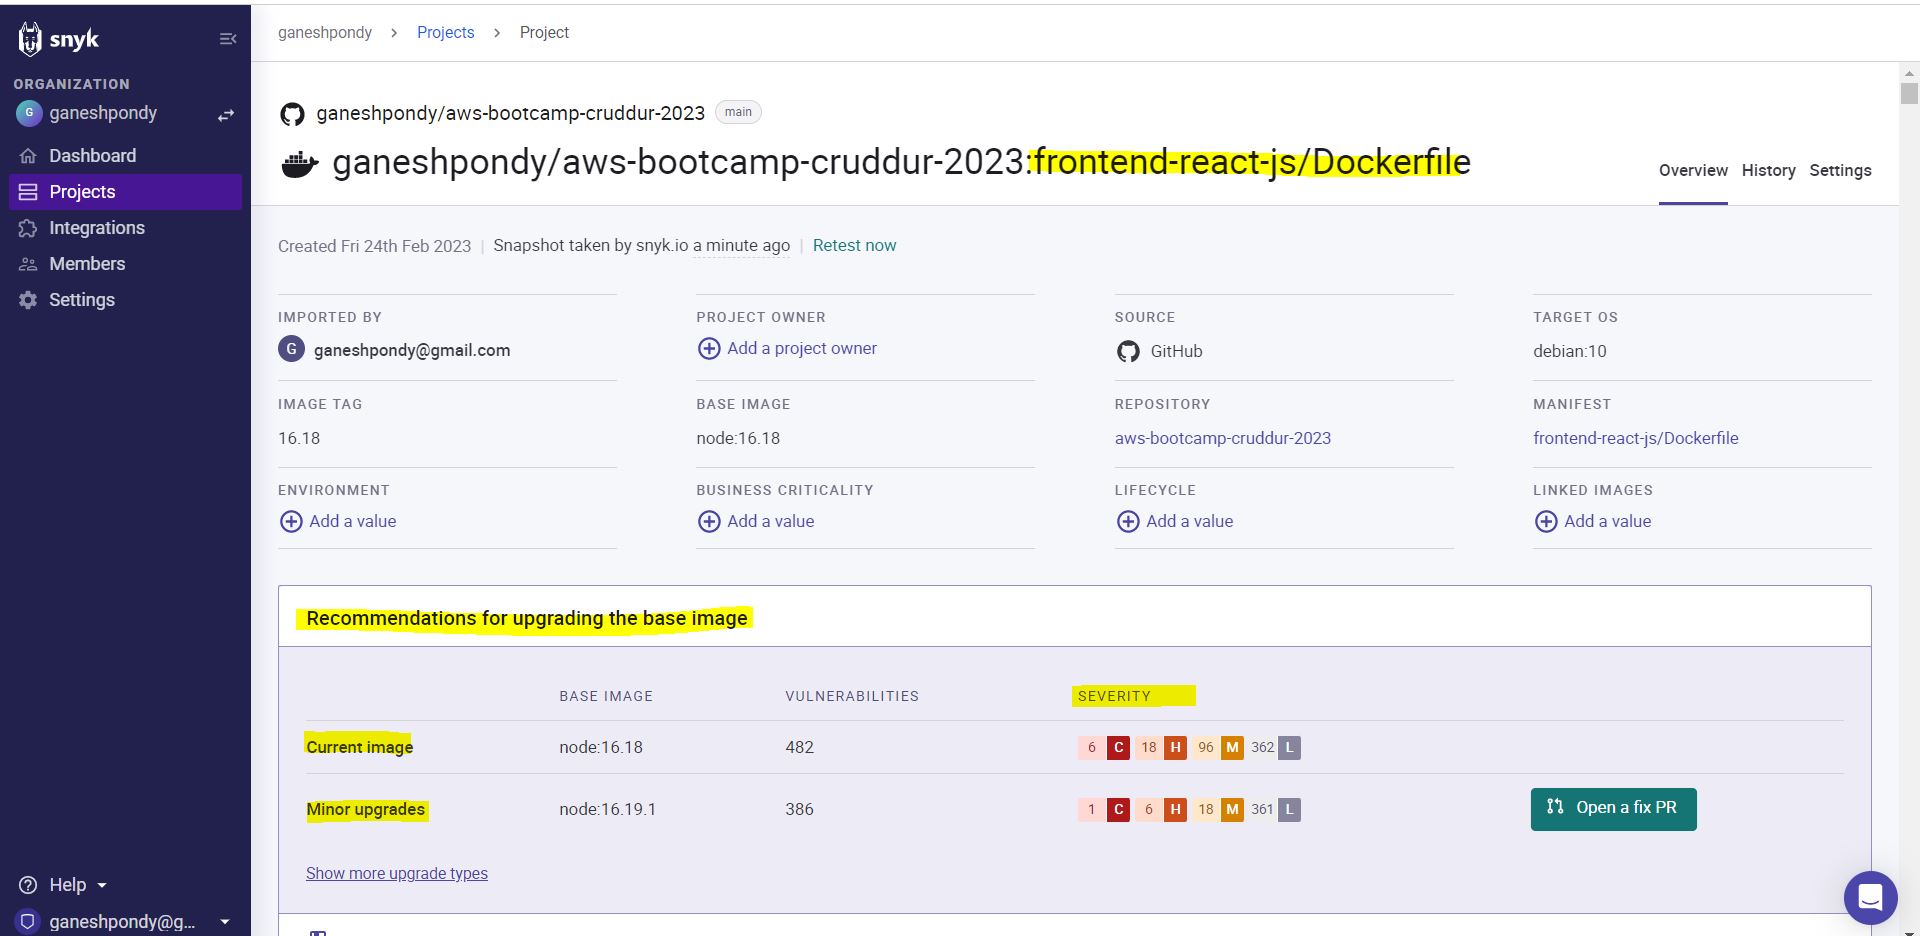 snyk
ORGANIZATION
G ganeshpondy
Dashboard
Projects
Integrations
Members
Settings
Help
ganeshpondy@g...
ganeshpondy > Projects > Project
ganeshpondy/aws-bootcamp-cruddur-2023 main
ganeshpondy/aws-bootcamp-cruddur-2023:frontend-react-js/Dockerfile
Overview History Settings
Created Fri 24th Feb 2023 | Snapshot taken by snyk.io a minute ago | Retest now
IMPORTED BY
G ganeshpondy@gmail.com
PROJECT OWNER
Add a project owner
SOURCE
GitHub
TARGET OS
debian:10
IMAGE TAG
16.18
BASE IMAGE
node:16.18
REPOSITORY
aws-bootcamp-cruddur-2023
MANIFEST
frontend-react-js/Dockerfile
ENVIRONMENT
Add a value
BUSINESS CRITICALITY
Add a value
LIFECYCLE
Add a value
LINKED IMAGES
Add a value
Recommendations for upgrading the base image
BASE IMAGE VULNERABILITIES SEVERITY
Current image node:16.18 482 6 C 18 H 96 M 362 L
Minor upgrades node:16.19.1 386 1 C 6 H 18 M 361 L Open a fix PR
Show more upgrade types